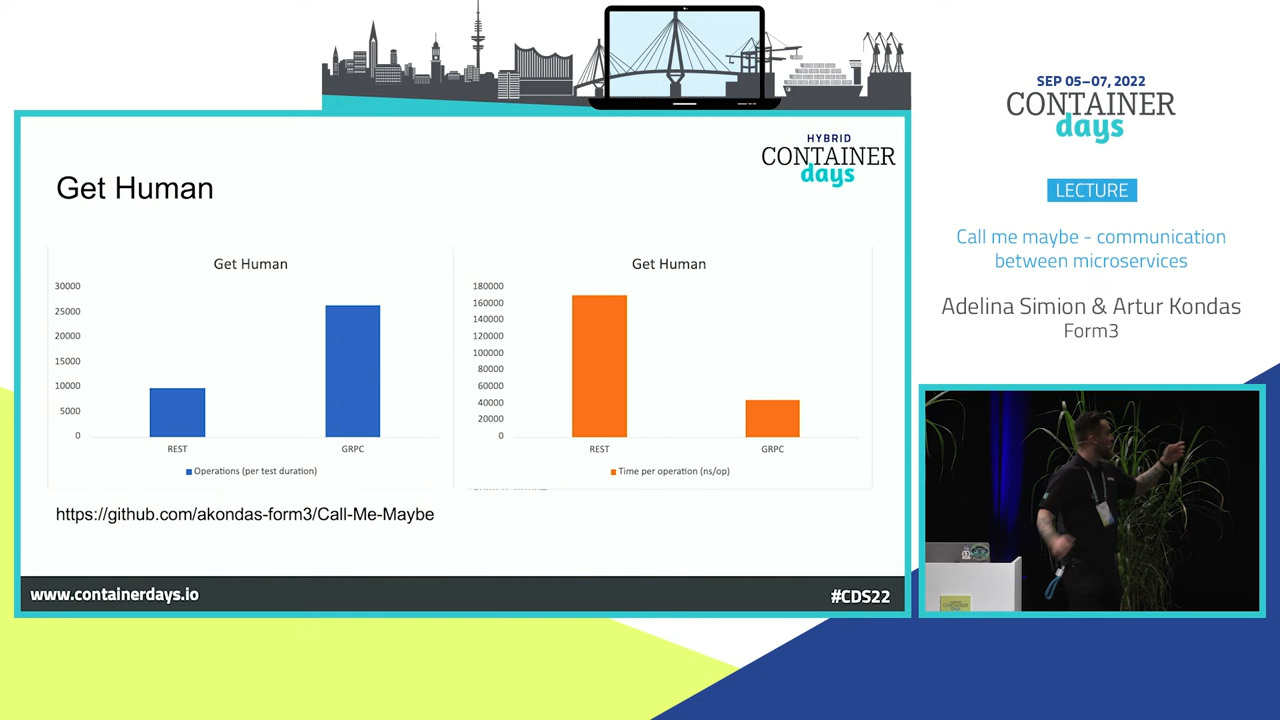 SEP 05–07, 2022
CONTAINER
days
LECTURE
Call me maybe - communication
between microservices
Adelina Simion & Artur Kondas
Form3
HYBRID
CONTAINER
days
Get Human
Get Human
30000
25000
20000
15000
10000
5000
0
REST
GRPC
Operations (per test duration)
Get Human
180000
160000
140000
120000
100000
80000
60000
40000
20000
0
REST
GRPC
Time per operation (ns/op)
https://github.com/akondas-form3/Call-Me-Maybe
www.containerdays.io
#CDS22
CONTAINER
days